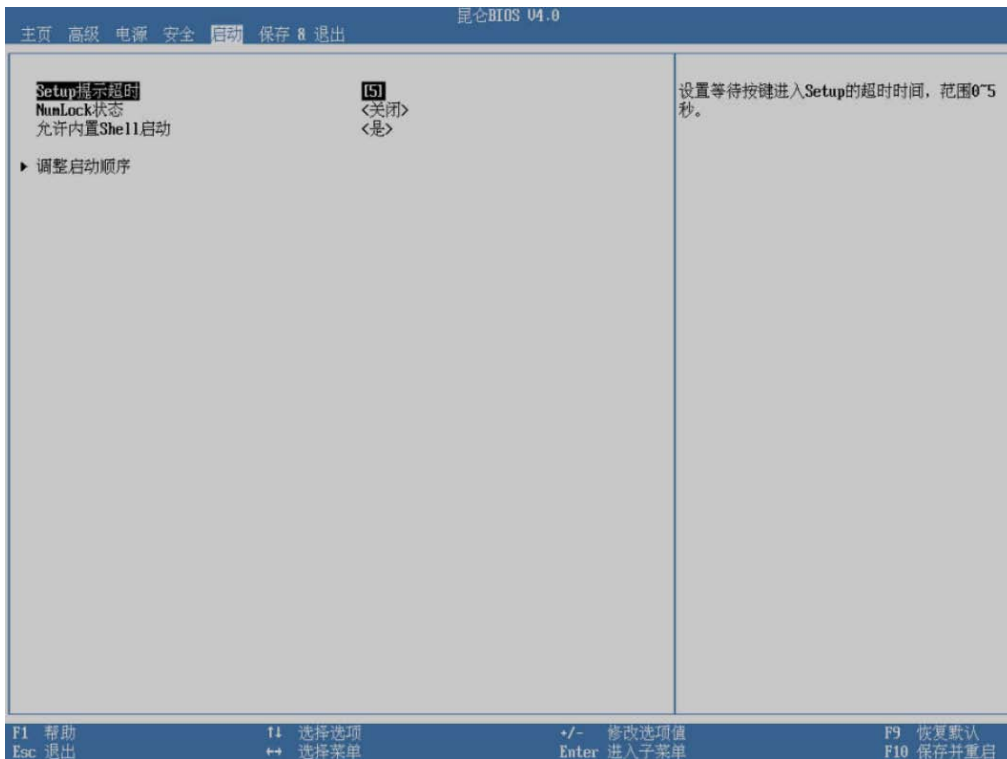 昆仑BIOS V4.0
主页 高级 电源 安全 启动 保存 & 退出
Setup提示超时 [5]
NumLock状态 <关闭>
允许内置Shell启动 <是>
▶ 调整启动顺序
设置等待按键进入Setup的超时时间, 范围0~5
秒。
F1 帮助 ↑↓ 选择选项 +/- 修改选项值 F9 恢复默认
Esc 退出 ↔ 选择菜单 Enter 进入子菜单 F10 保存并重启